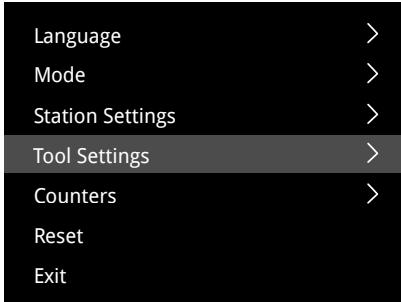 Language
Mode
Station Settings
Tool Settings
Counters
Reset
Exit